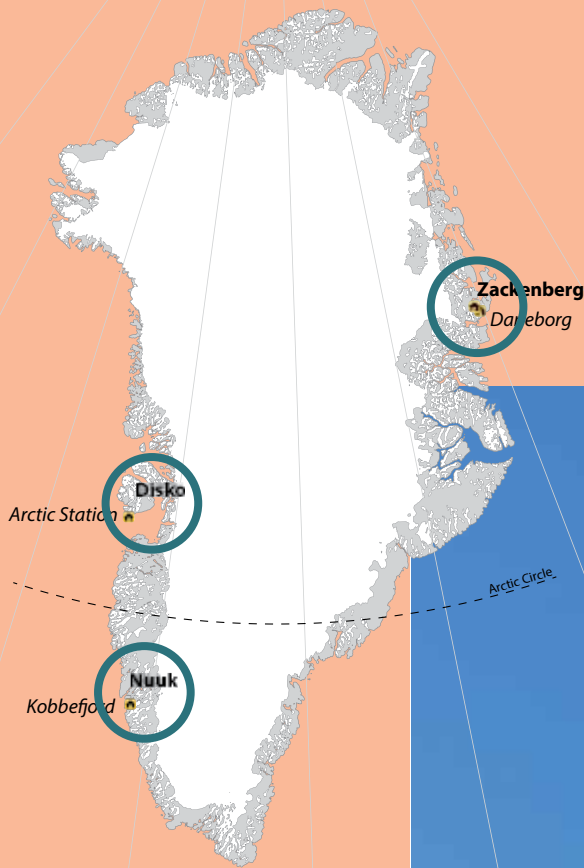 Zackenberg
Daneborg
Disko
Arctic Station
Arctic Circle
Nuuk
Kobbefjord